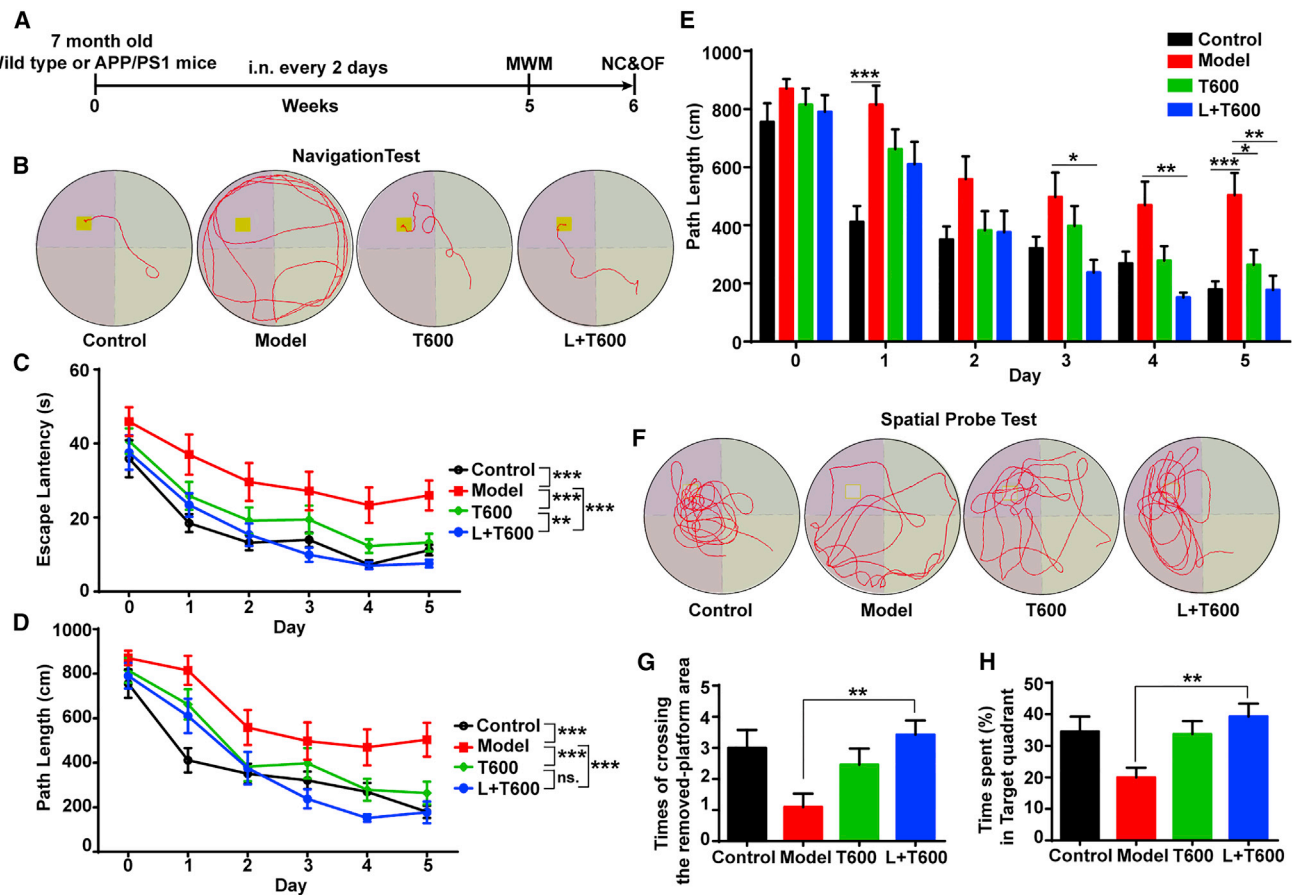 A
7 month old
Wild type or APP/PS1 mice
i.n. every 2 days
MWM
NC&OF
0
Weeks
5
6
B
NavigationTest
Control
Model
T600
L+T600
C
Escape Lantency (s)
60
40
20
0
0 1 2 3 4 5
Day
Control
Model
T600
L+T600
***
***
**
***
D
Path Length (cm)
1000
800
600
400
200
0
0 1 2 3 4 5
Day
Control
Model
T600
L+T600
***
***
ns.
***
E
Path Length (cm)
1000
800
600
400
200
0
0 1 2 3 4 5
Day
Control
Model
T600
L+T600
***
*
**
***
*
**
F
Spatial Probe Test
Control
Model
T600
L+T600
G
Times of crossing
the removed-platform area
5
4
3
2
1
0
**
Control Model T600 L+T600
H
Time spent (%)
in Target quadrant
50
40
30
20
10
0
**
Control Model T600 L+T600